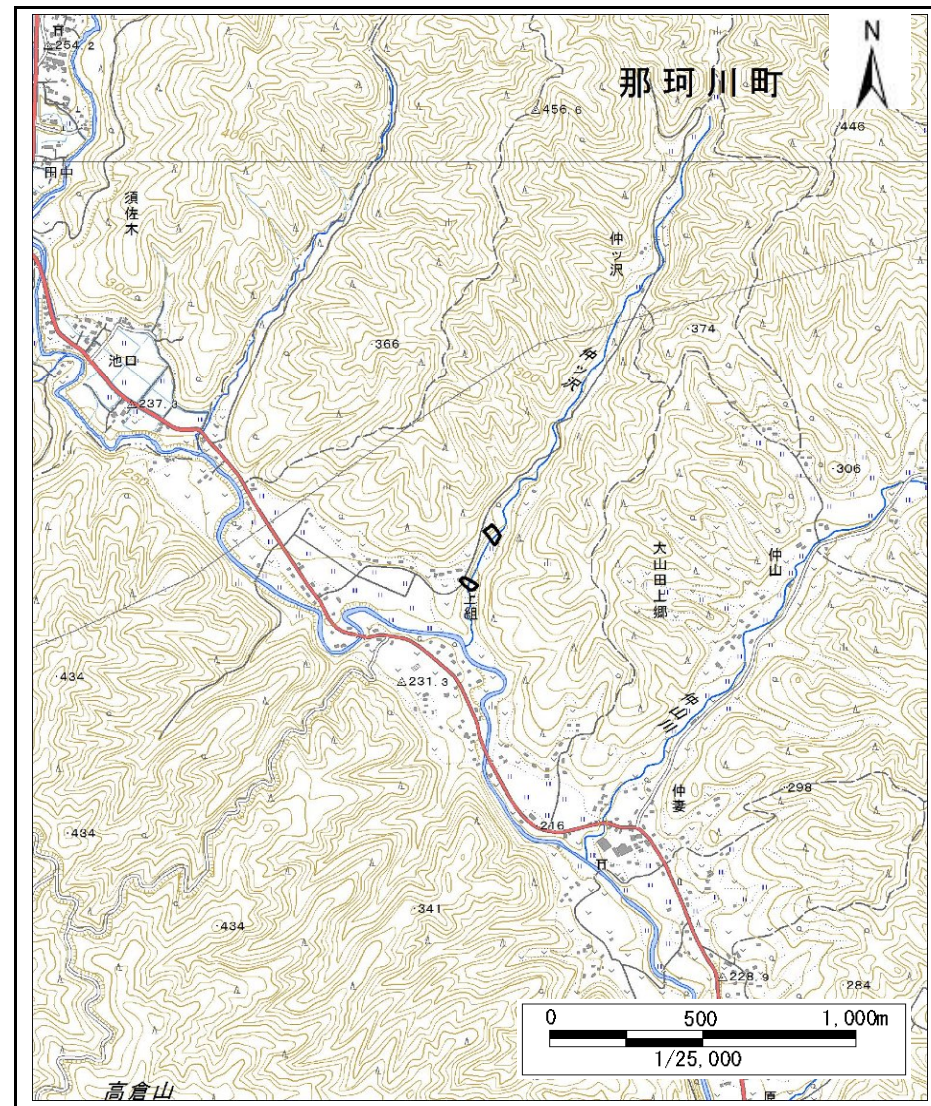 N
254.2
那珂川町
456.6
446
田中
須佐木
仲ッ沢
374
366
仲ッ沢
池口
237.3
306
大山田上郷
仲山
上組
434
231.3
仲山川
仲妻
298
216
434
341
434
228.9
284
0 500 1,000m
1/25,000
高倉山
原